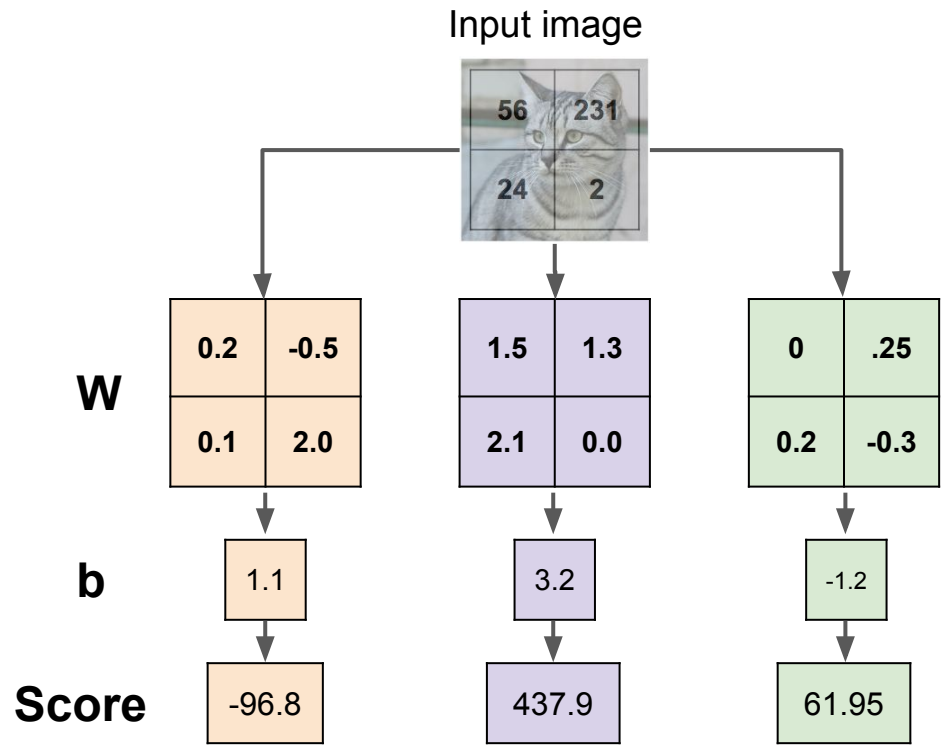 Input image
56 231
24 2
W
0.2 -0.5 1.5 1.3 0 .25
0.1 2.0 2.1 0.0 0.2 -0.3
b 1.1 3.2 -1.2
Score -96.8 437.9 61.95